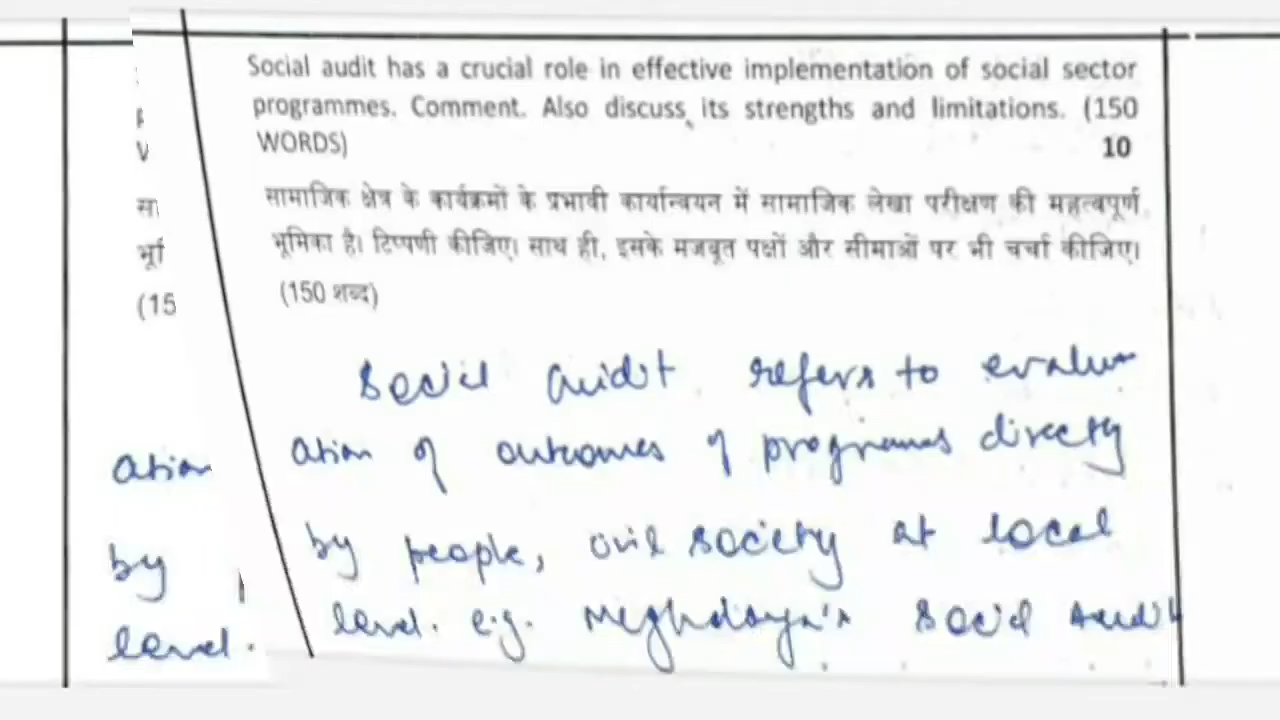 Social audit has a crucial role in effective implementation of social sector
programmes. Comment. Also discuss its strengths and limitations. (150
WORDS) 10
सामाजिक क्षेत्र के कार्यक्रमों के प्रभावी कार्यान्वयन में सामाजिक लेखा परीक्षण की महत्वपूर्ण
भूमिका है। टिप्पणी कीजिए। साथ ही, इसके मजबूत पक्षों और सीमाओं पर भी चर्चा कीजिए।
(15 (150 शब्द)
Social audit refers to evalu
ation ation of outcomes of programs directly
by by people, civil society at local
level. level. e.g. Meghalaya's Social Audit